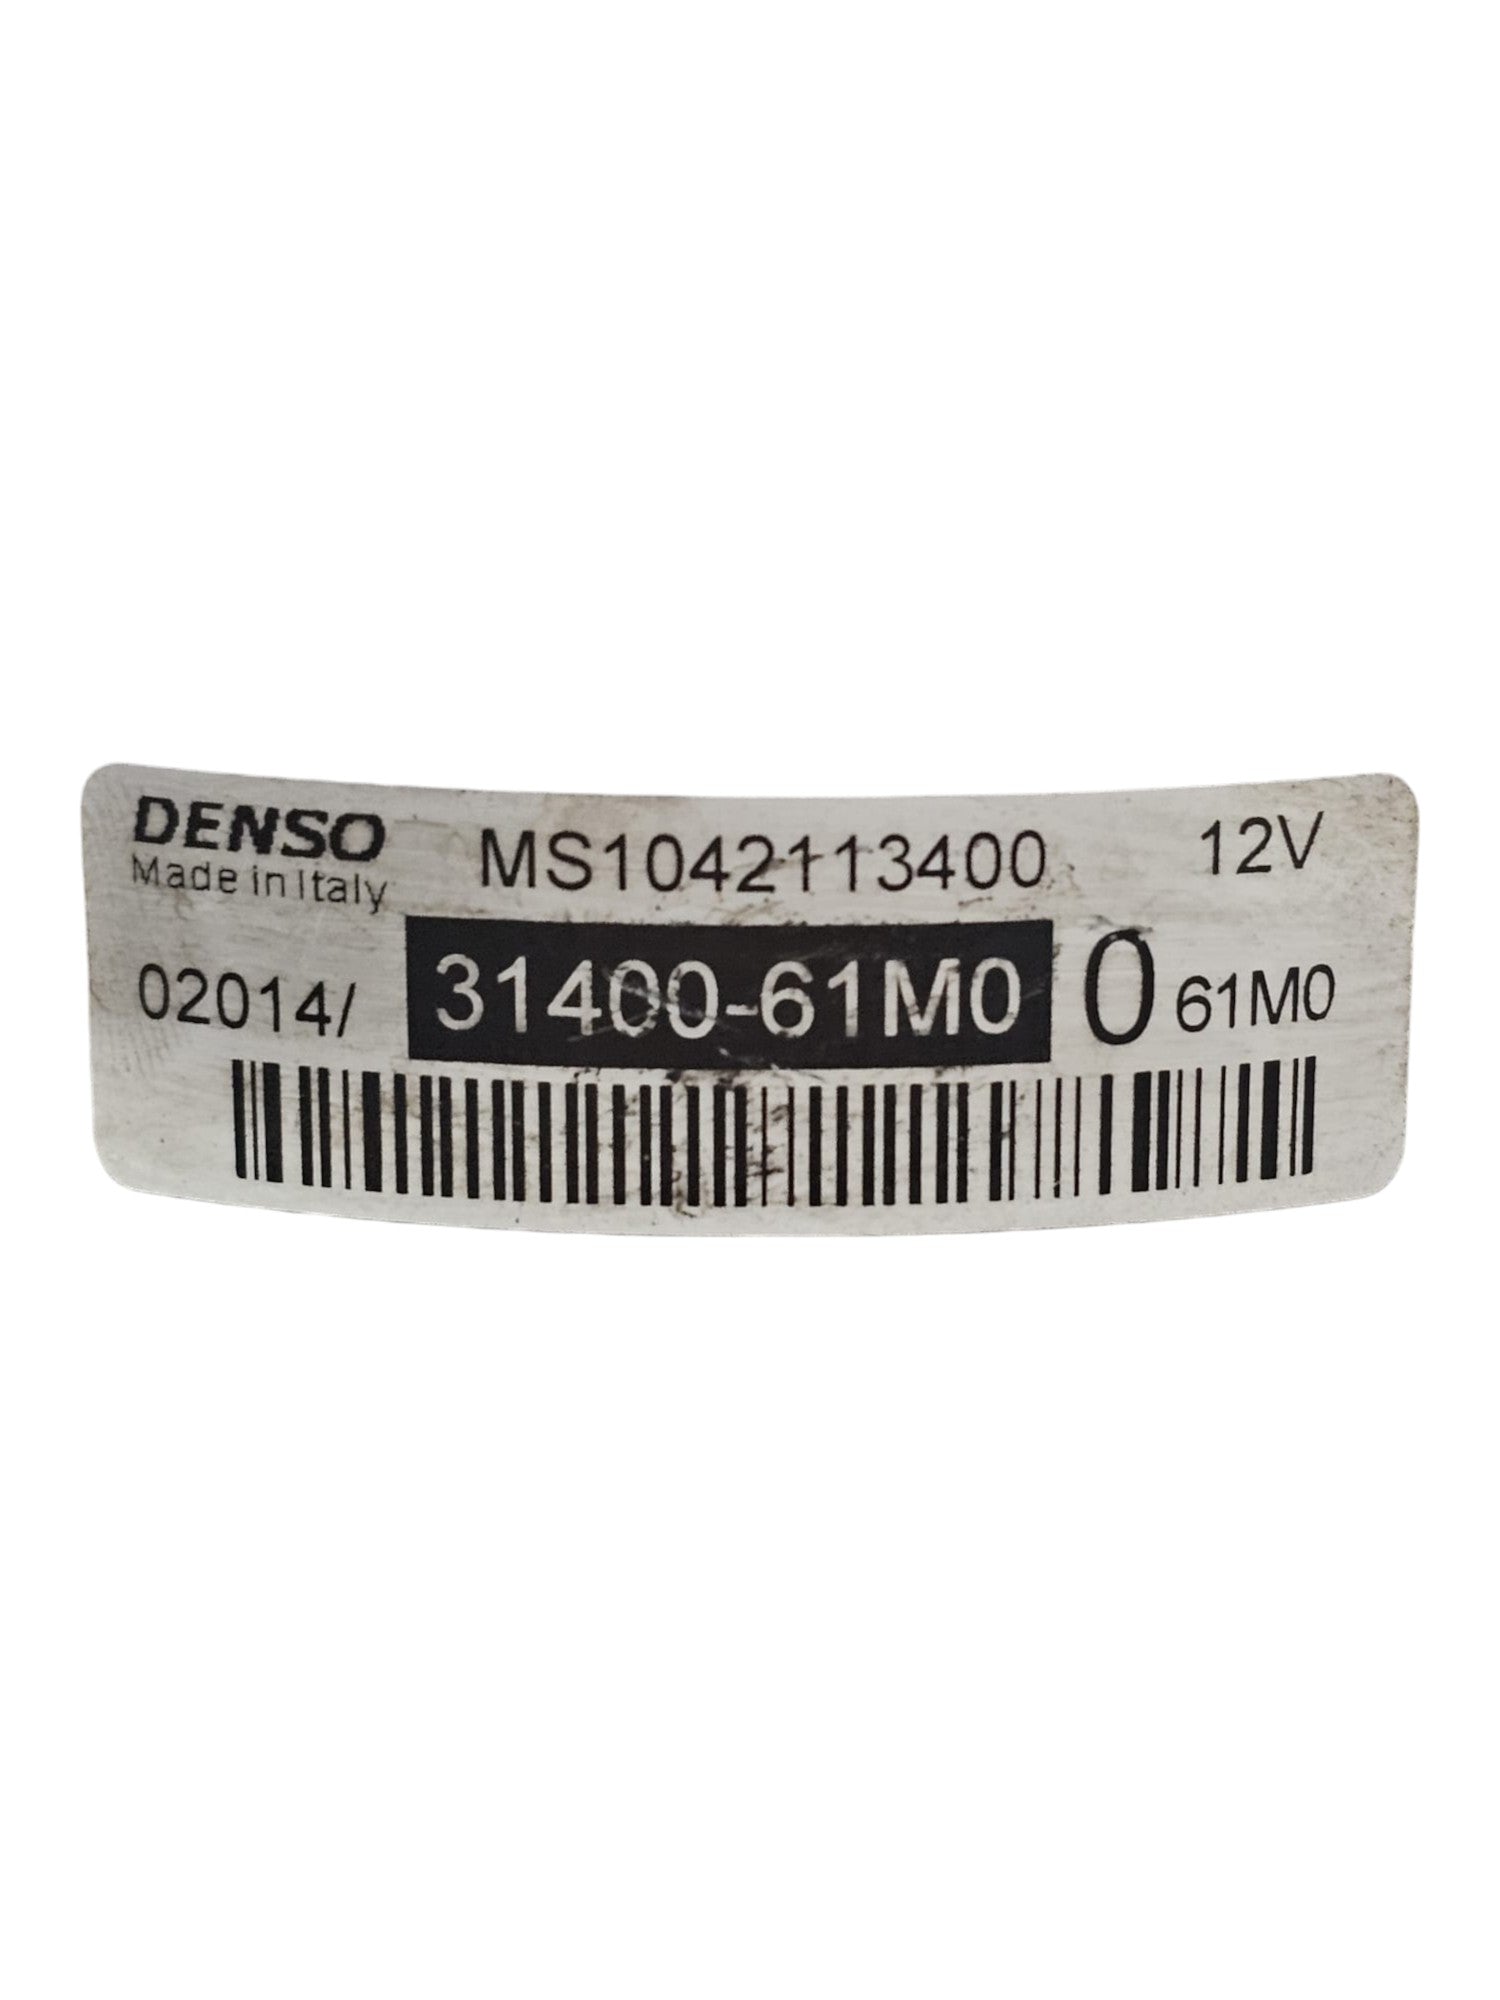 DENSO MS1042113400 12V
Made in Italy
02014/ 31400-61M0 0 61M0